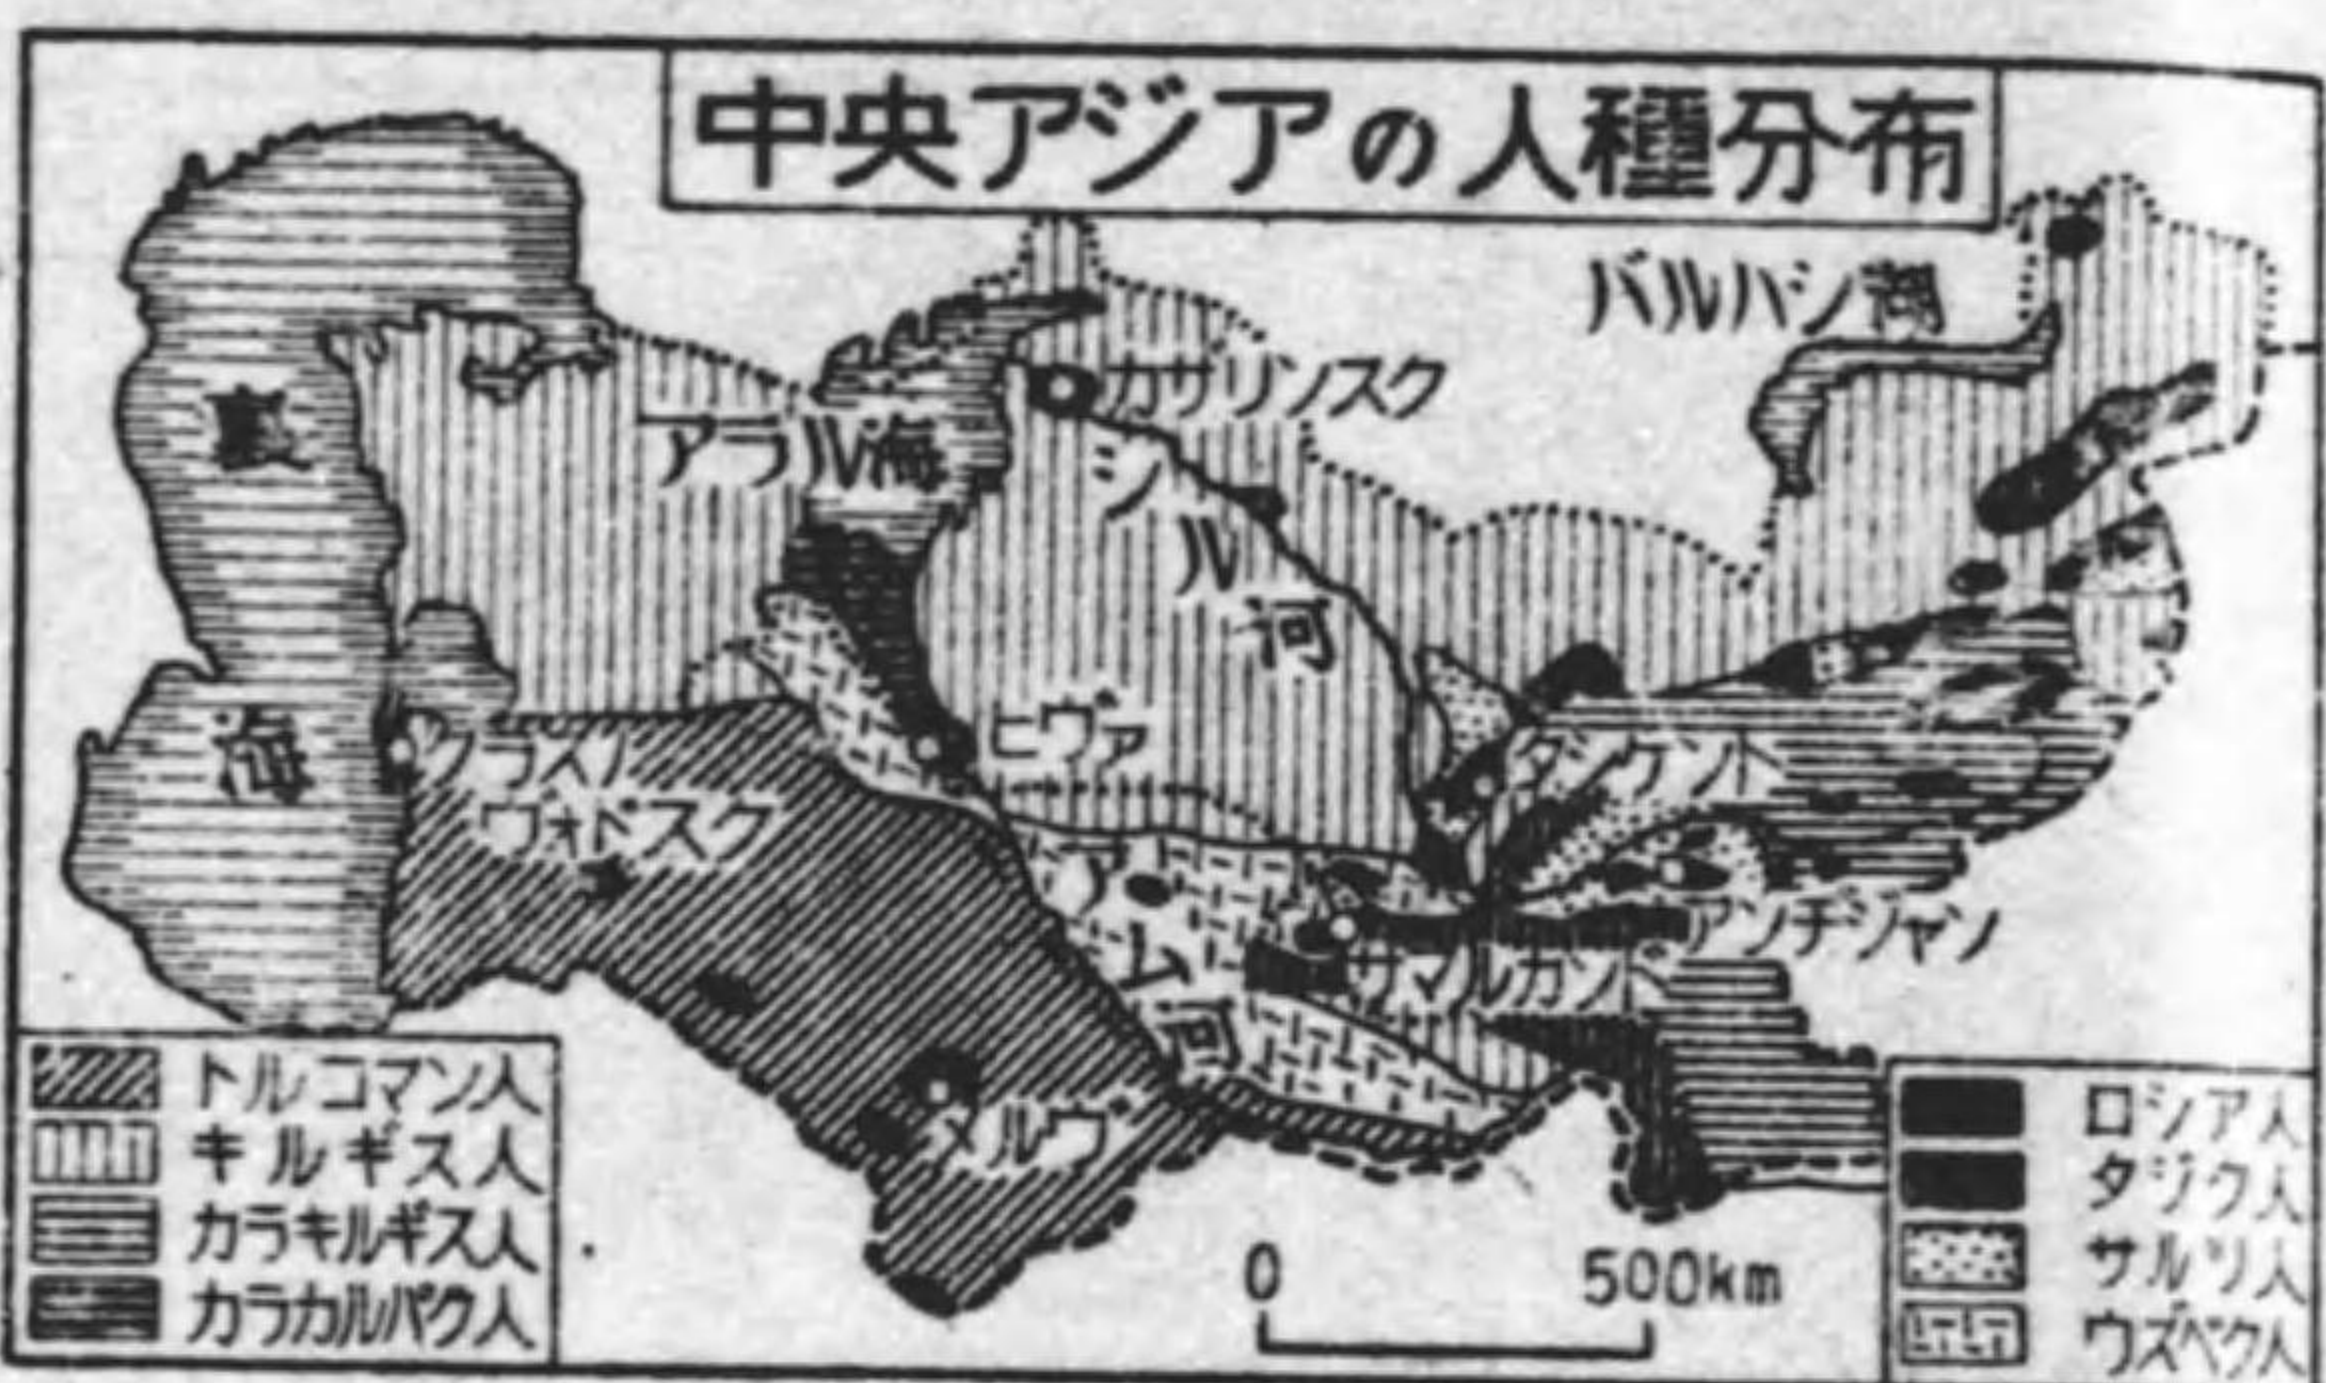 中央アジアの人種分布
バルハシ湖
カザリンスク
アラル海
シル河
裏海
ヒヴァ
クラスノ
ヴォドスク
タシケント
アンヂジャン
サマルカンド
アム河
メルヴ
トルコマン人
キルギス人
カラキルギス人
カラカルパク人
0 500km
ロシア人
タジク人
サルツ人
ウズベク人